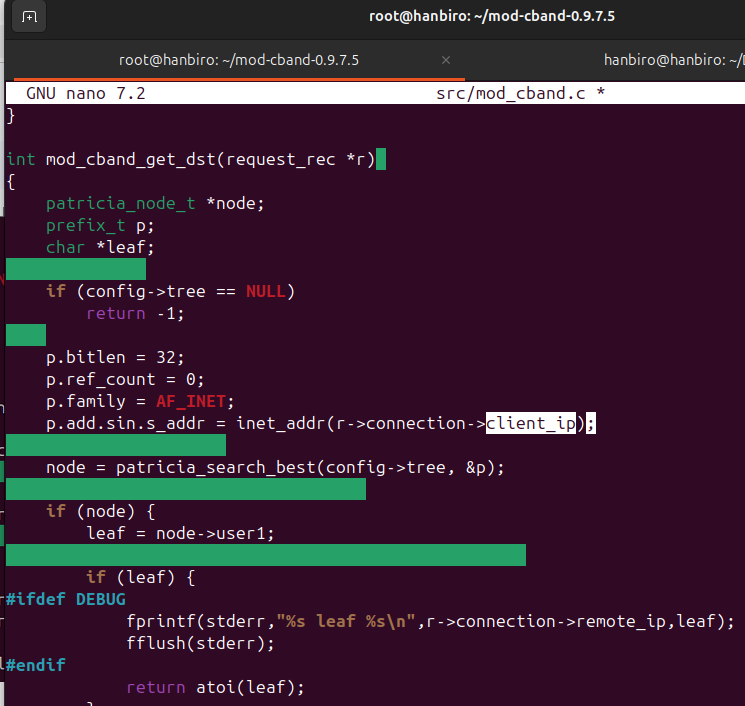 root@hanbiro: ~/mod-cband-0.9.7.5
root@hanbiro: ~/mod-cband-0.9.7.5 × hanbiro@hanbiro: ~/
GNU nano 7.2 src/mod_cband.c *
}
int mod_cband_get_dst(request_rec *r)
{
patricia_node_t *node;
prefix_t p;
char *leaf;
if (config->tree == NULL)
return -1;
p.bitlen = 32;
p.ref_count = 0;
p.family = AF_INET;
p.add.sin.s_addr = inet_addr(r->connection->client_ip);
node = patricia_search_best(config->tree, &p);
if (node) {
leaf = node->user1;
if (leaf) {
#ifdef DEBUG
fprintf(stderr,"%s leaf %s\n",r->connection->remote_ip,leaf);
fflush(stderr);
#endif
return atoi(leaf);